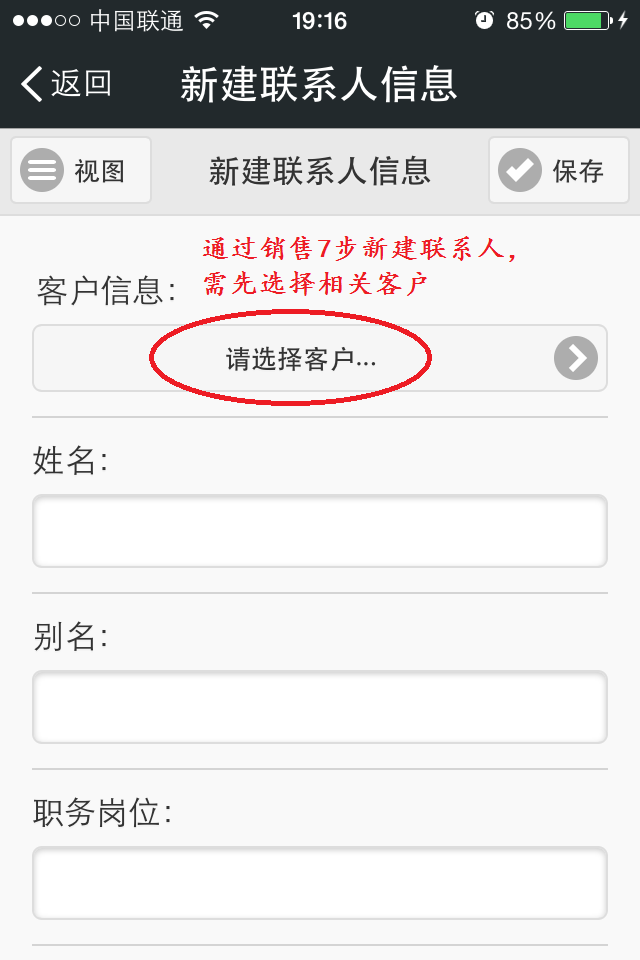 中国联通 19:16 85%
返回 新建联系人信息
视图 新建联系人信息 保存
通过销售7步新建联系人，
需先选择相关客户
客户信息:
请选择客户...
姓名:
别名:
职务岗位: